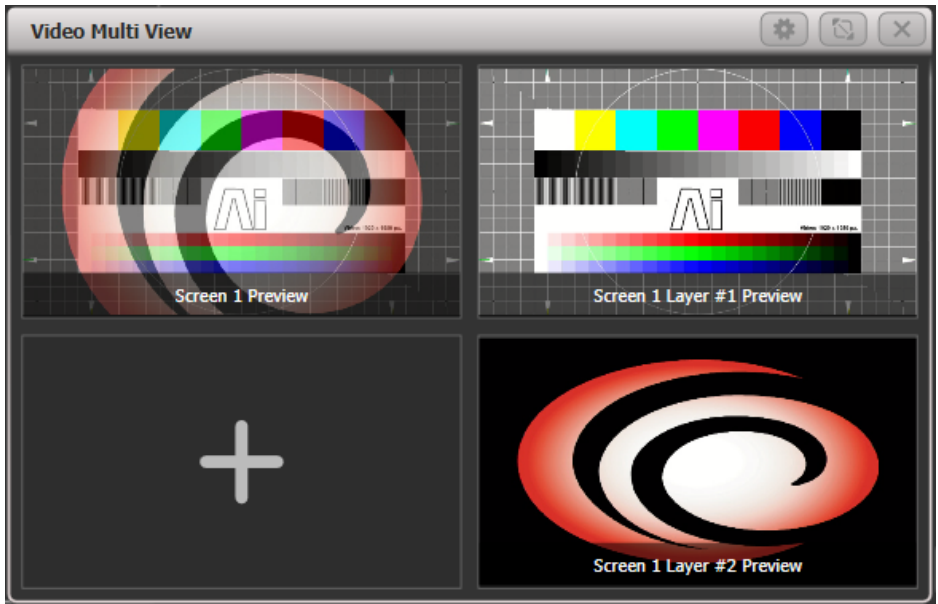 Video Multi View
Ai
Screen 1 Preview
Ai
Screen 1 Layer #1 Preview
Screen 1 Layer #2 Preview